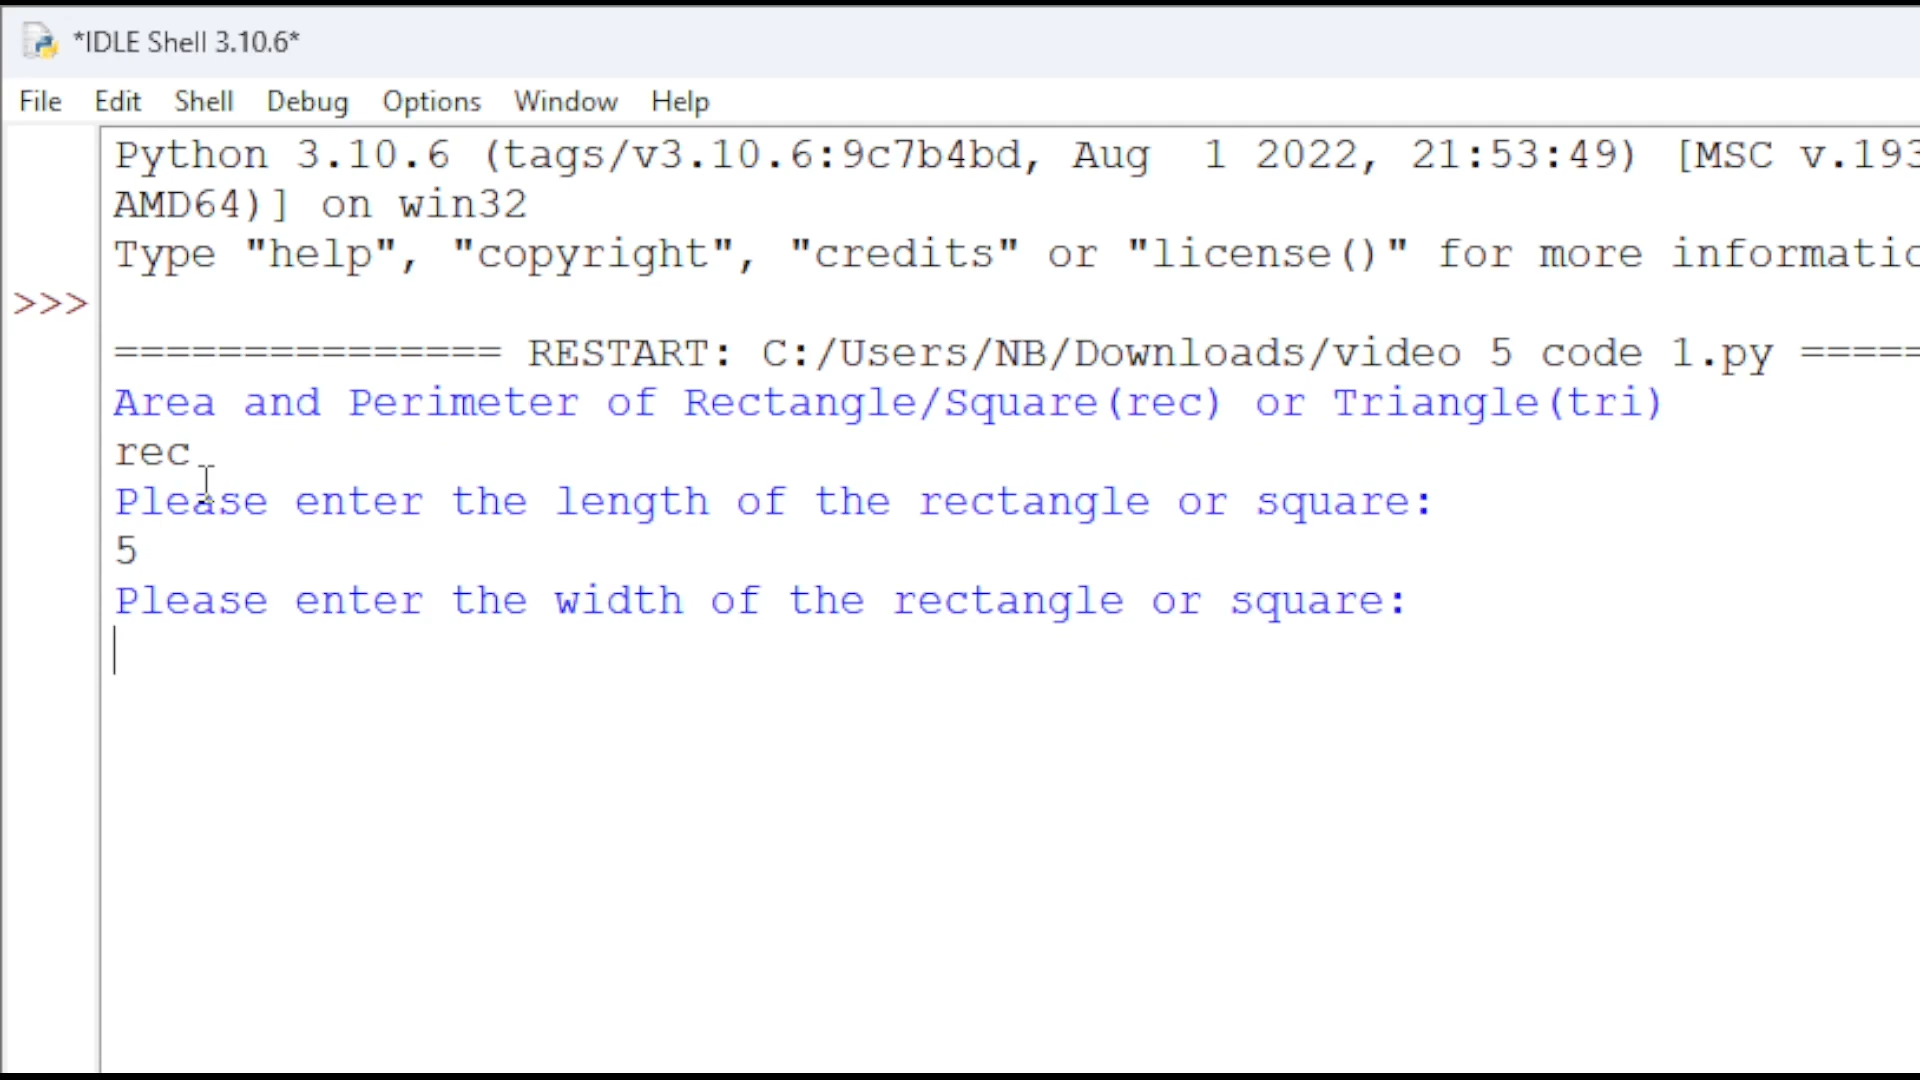 *IDLE Shell 3.10.6*
File Edit Shell Debug Options Window Help
Python 3.10.6 (tags/v3.10.6:9c7b4bd, Aug  1 2022, 21:53:49) [MSC v.193
AMD64)] on win32
Type "help", "copyright", "credits" or "license()" for more informatio
>>>
=============== RESTART: C:/Users/NB/Downloads/video 5 code 1.py =====
Area and Perimeter of Rectangle/Square(rec) or Triangle(tri)
rec
Please enter the length of the rectangle or square:
5
Please enter the width of the rectangle or square: